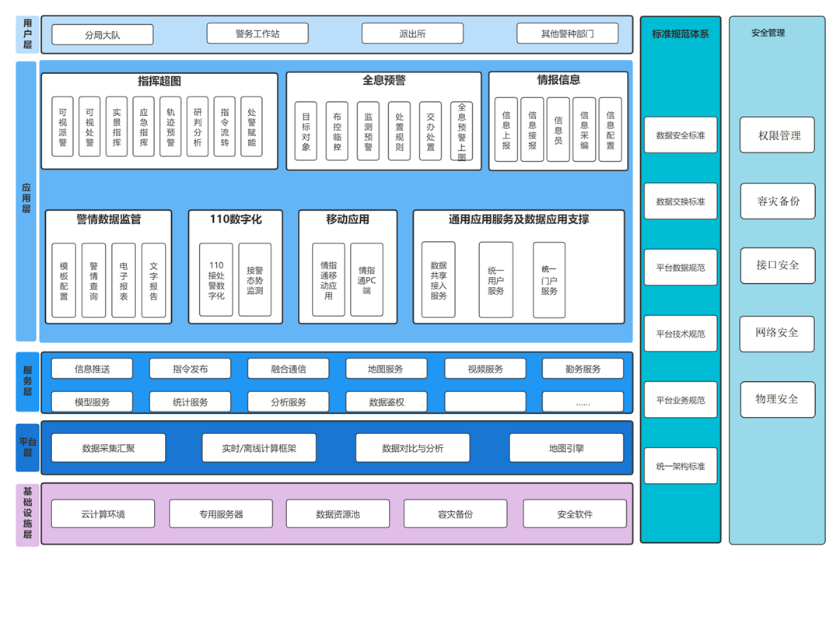 用户层
分局大队
警务工作站
派出所
其他警种部门
应用层
指挥超图
可视派警
可视处警
实景指挥
应急指挥
轨迹预警
研判分析
指令流转
处警赋能
全息预警
目标对象
布控临控
监测预警
处置规则
交办处置
全息预警上图
情报信息
信息上报
信息接报
信息员
信息采编
信息配置
警情数据监管
模板配置
警情查询
电子报表
文字报告
110数字化
110
接处
警数
字化
接警
态势
监测
移动应用
情指
通移
动应
用
情指
通PC
端
通用应用服务及数据应用支撑
数据
共享
接入
服务
统一
用户
服务
统一
门户
服务
服务层
信息推送
指令发布
融合通信
地图服务
视频服务
勤务服务
模型服务
统计服务
分析服务
数据鉴权
......
平台层
数据采集汇聚
实时/离线计算框架
数据对比与分析
地图引擎
基础设施层
云计算环境
专用服务器
数据资源池
容灾备份
安全软件
标准规范体系
数据安全标准
数据交换标准
平台数据规范
平台技术规范
平台业务规范
统一架构标准
安全管理
权限管理
容灾备份
接口安全
网络安全
物理安全